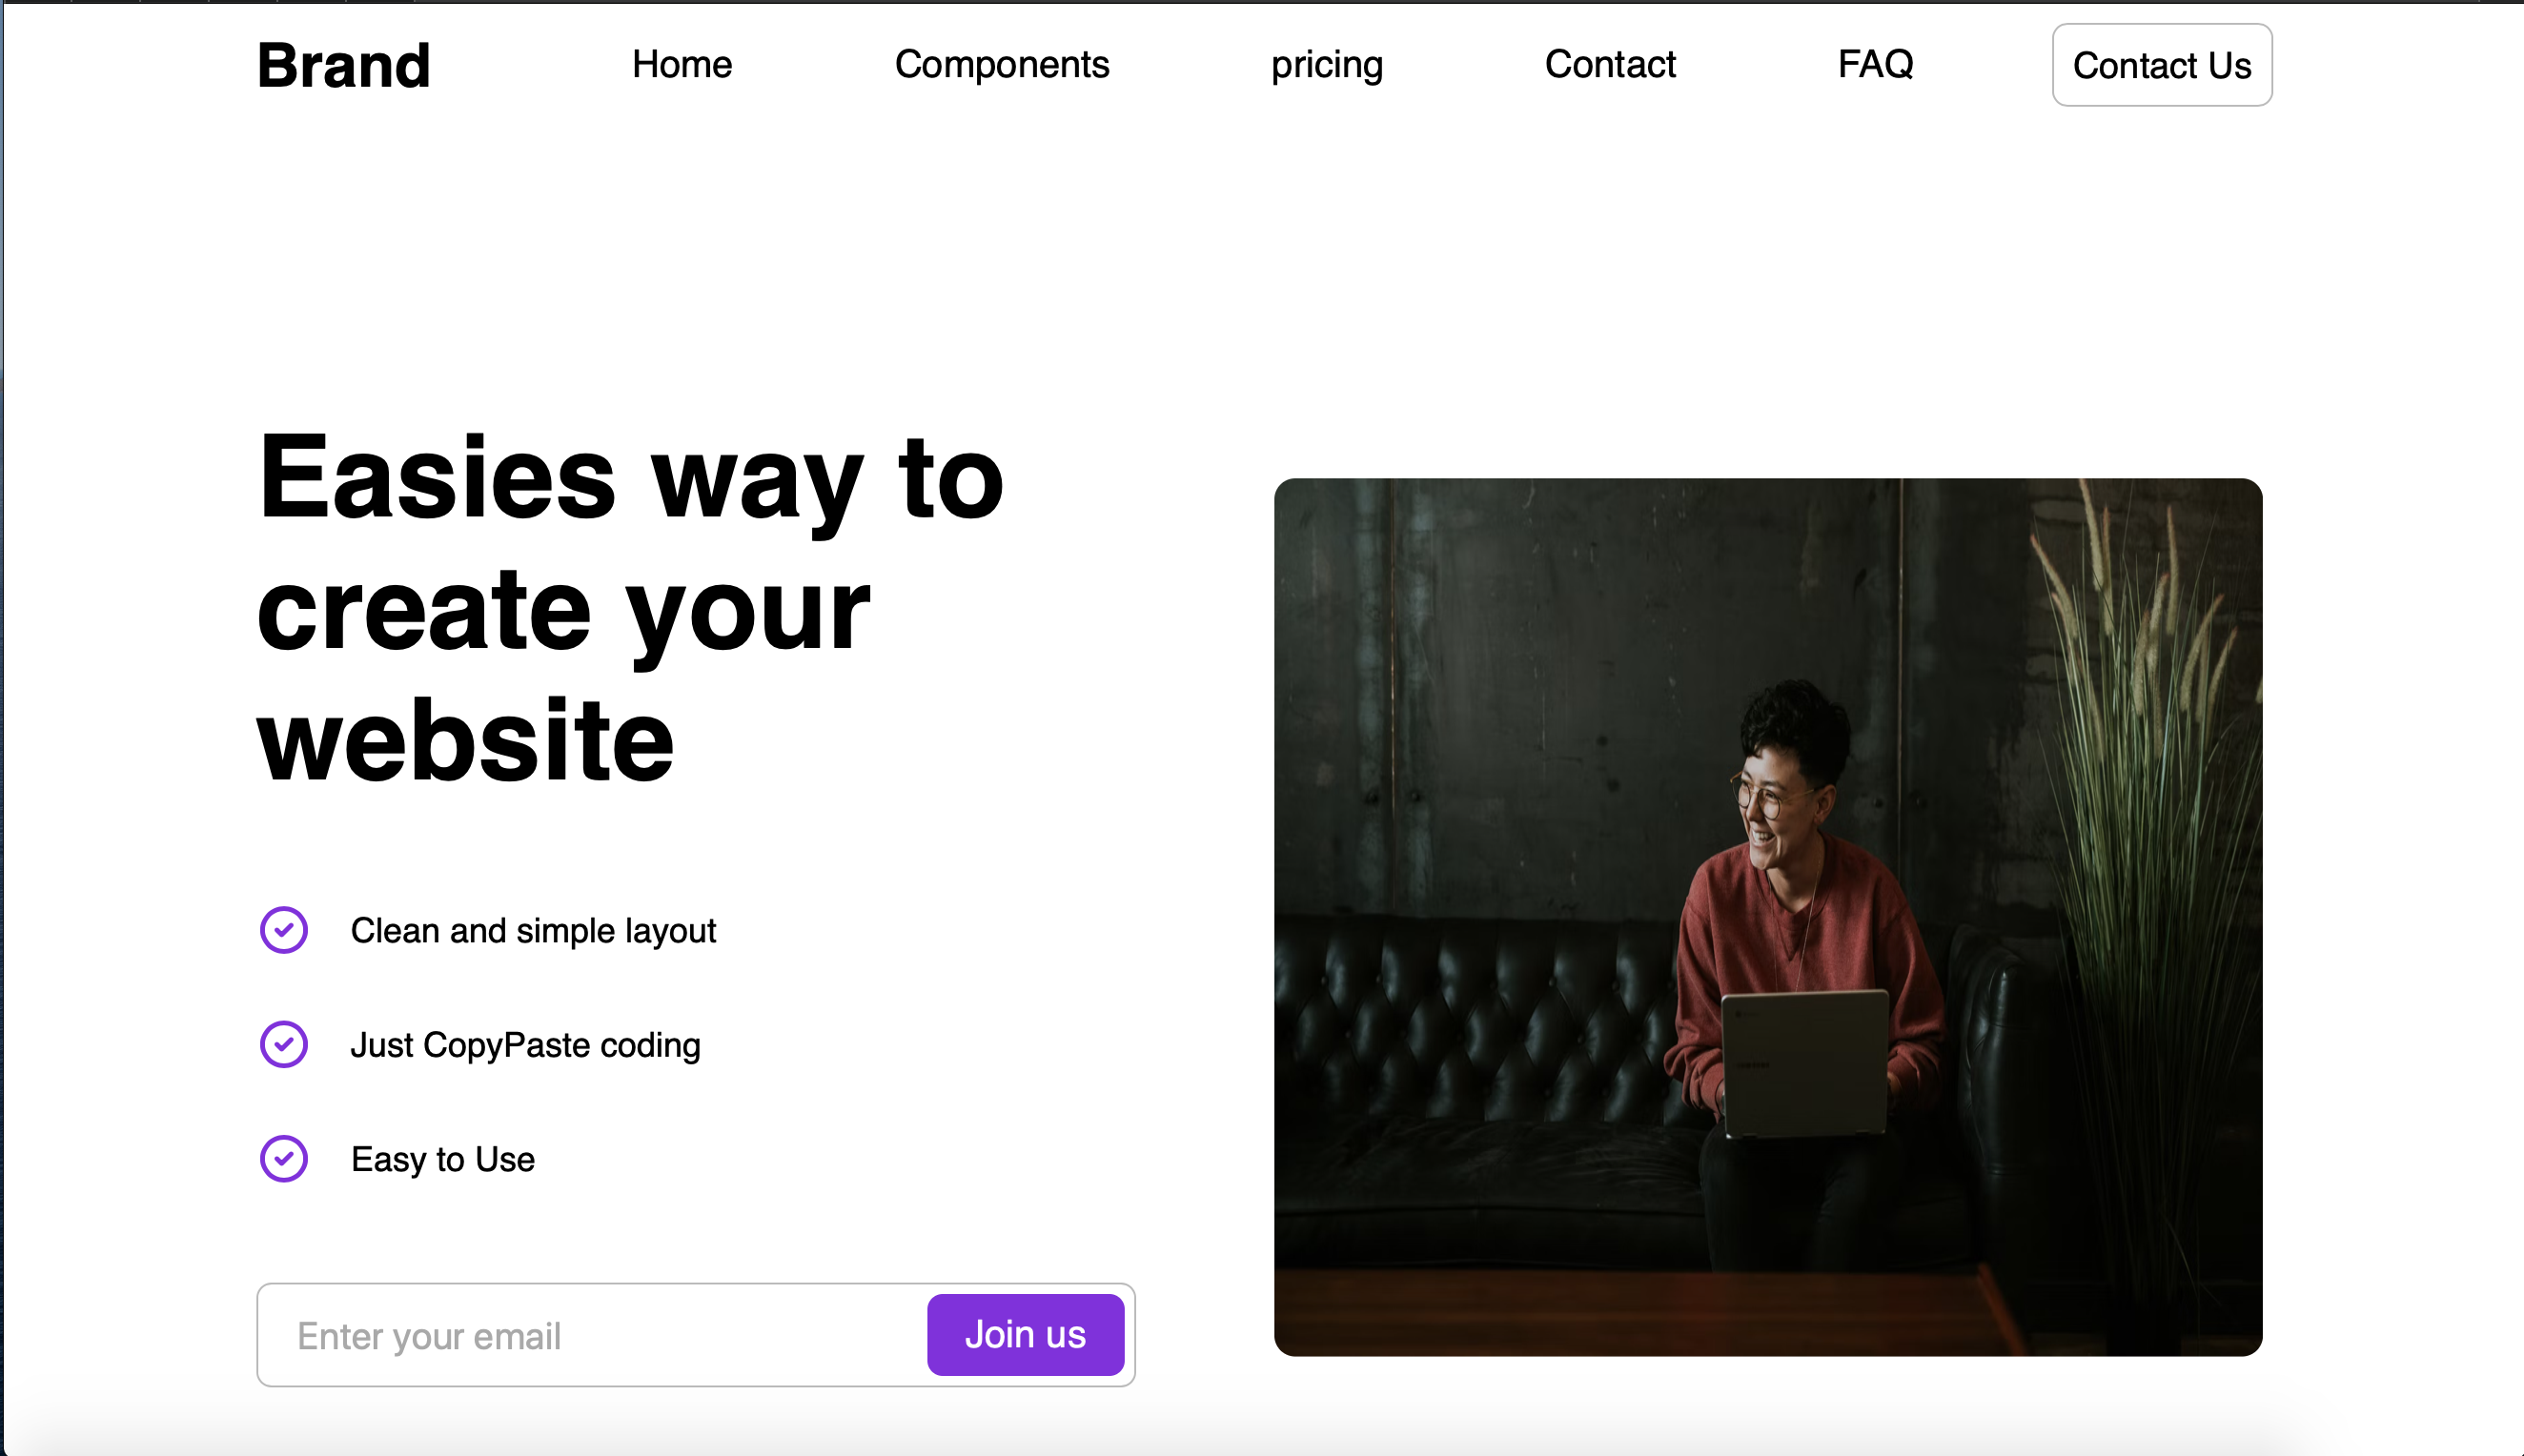 Brand
Home
Components
pricing
Contact
FAQ
Contact Us
Easies way to
create your
website
Clean and simple layout
Just CopyPaste coding
Easy to Use
Enter your email
Join us